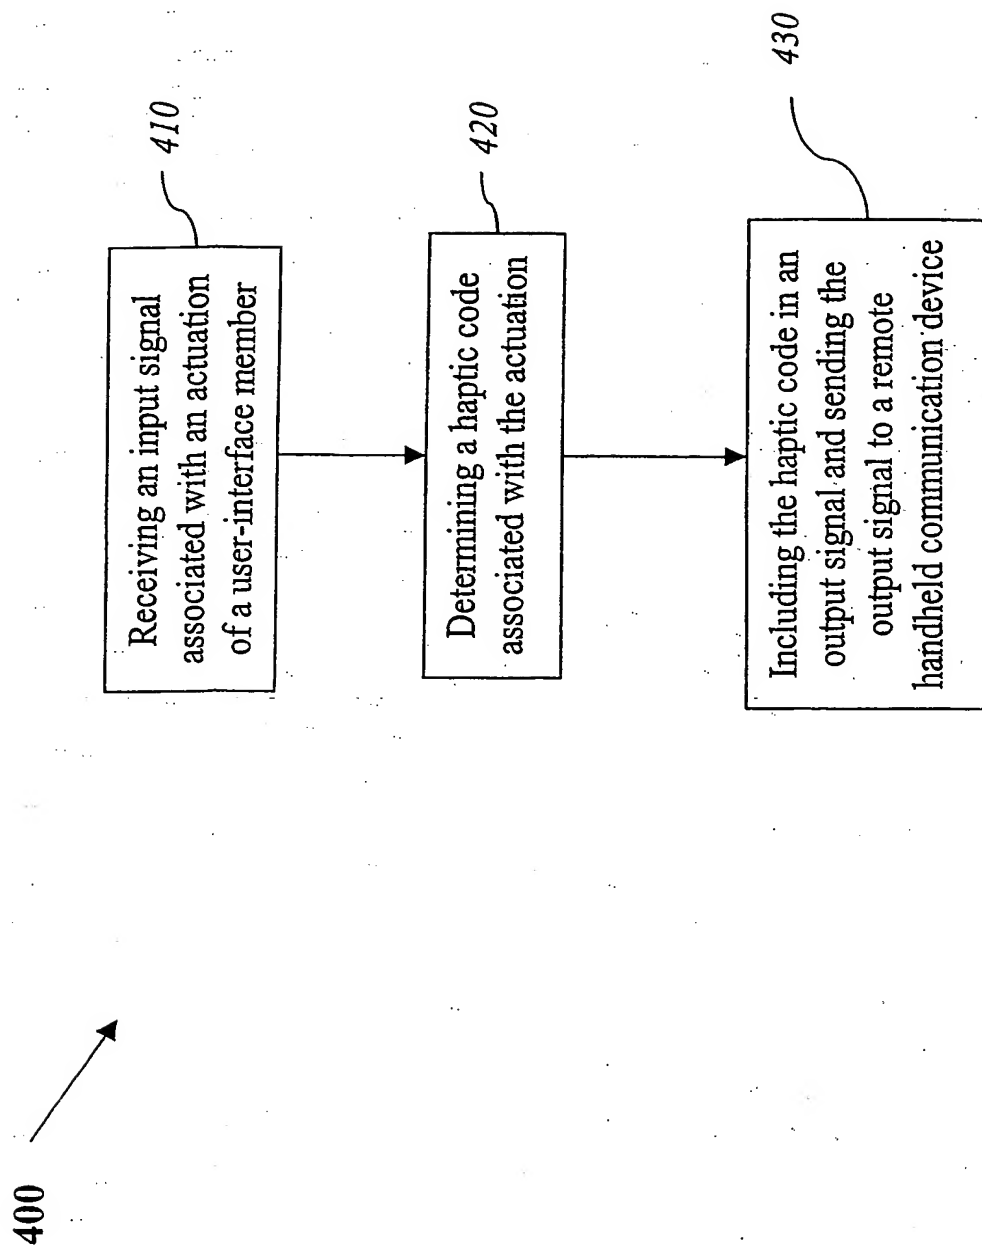 400
Receiving an input signal
associated with an actuation
of a user-interface member
410
Determining a haptic code
associated with the actuation
420
Including the haptic code in an
output signal and sending the
output signal to a remote
handheld communication device
430